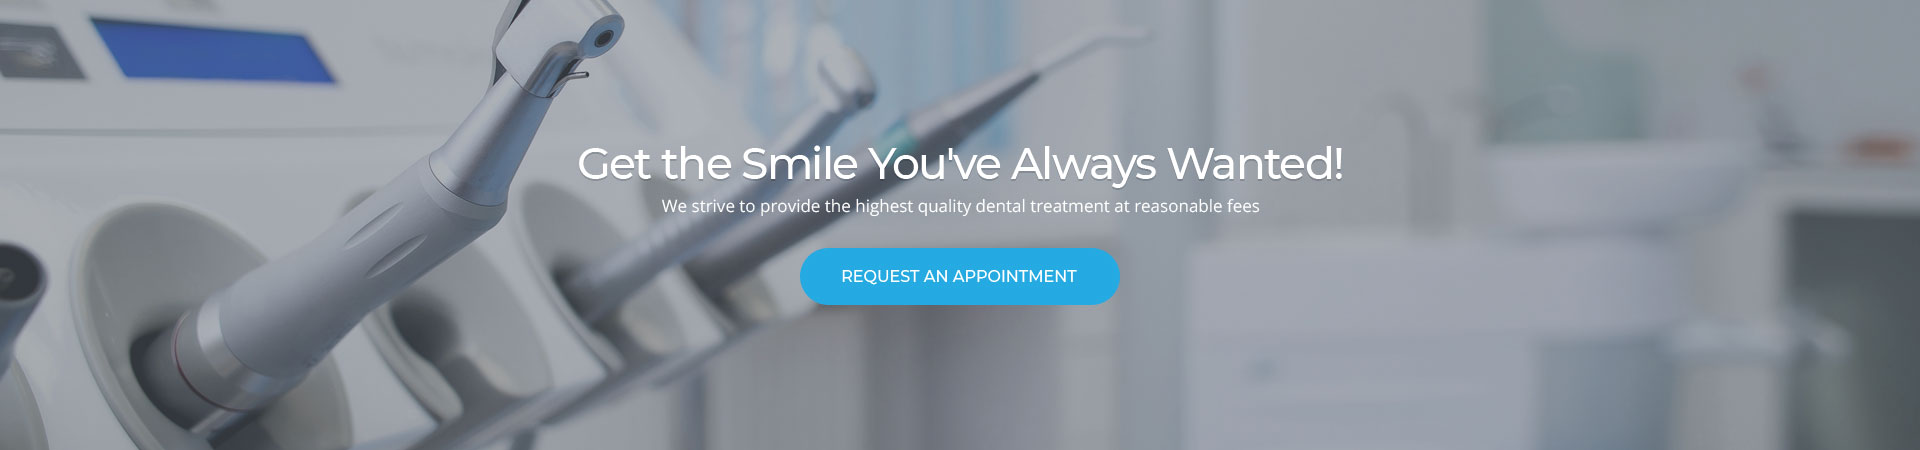 Get the Smile You've Always Wanted!
We strive to provide the highest quality dental treatment at reasonable fees
REQUEST AN APPOINTMENT